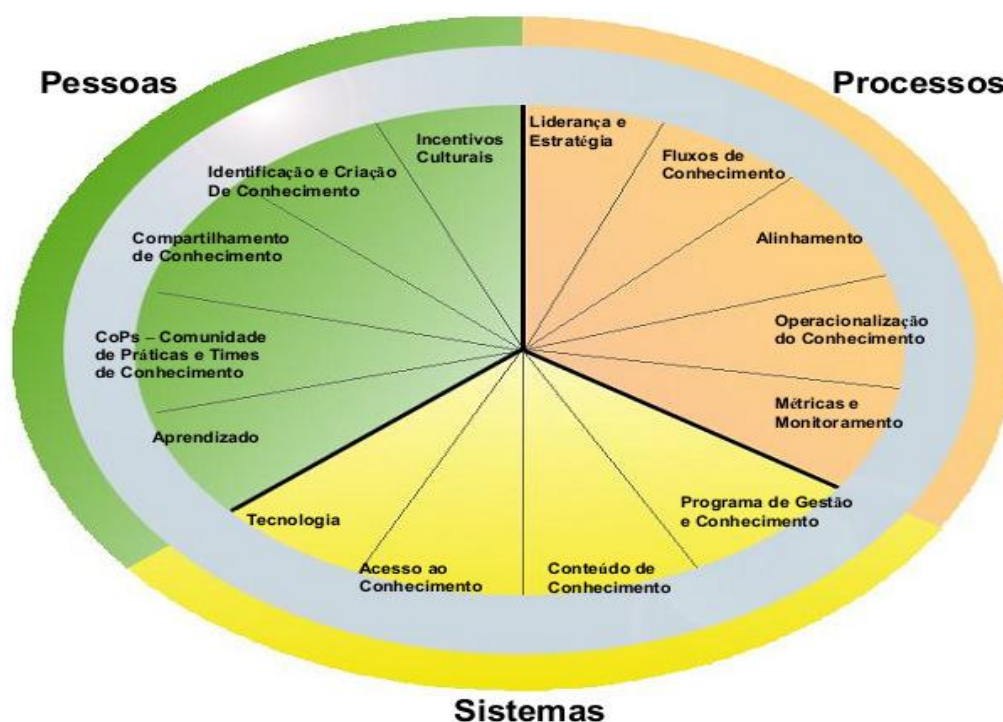 Pessoas
Processos
Incentivos
Culturais
Liderança e
Estratégia
Identificação e Criação
De Conhecimento
Fluxos de
Conhecimento
Compartilhamento
de Conhecimento
Alinhamento
CoPs – Comunidade
de Práticas e Times
de Conhecimento
Operacionalização
do Conhecimento
Aprendizado
Métricas e
Monitoramento
Tecnologia
Programa de Gestão
e Conhecimento
Acesso ao
Conhecimento
Conteúdo de
Conhecimento
Sistemas